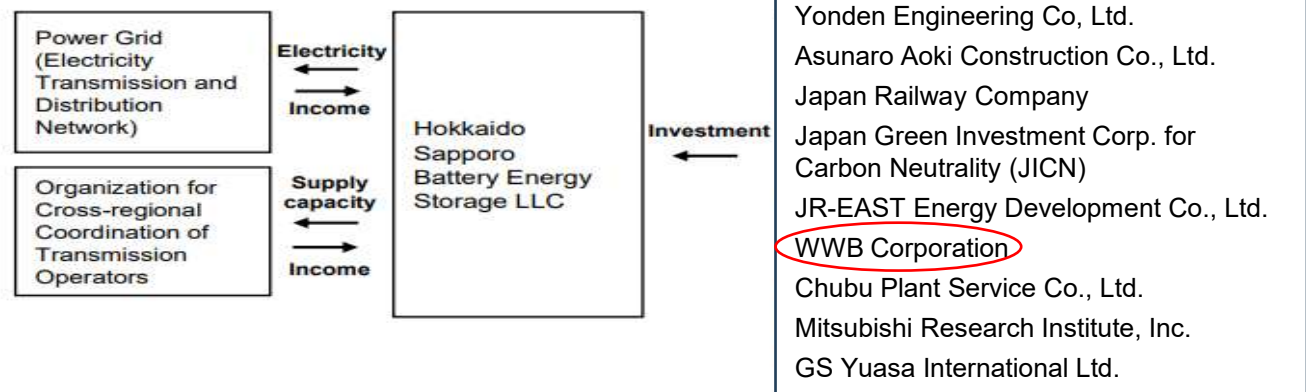 Power Grid
(Electricity
Transmission and
Distribution
Network)
Electricity
Income
Organization for
Cross-regional
Coordination of
Transmission
Operators
Supply
capacity
Income
Hokkaido
Sapporo
Battery Energy
Storage LLC
Investment
Yonden Engineering Co, Ltd.
Asunaro Aoki Construction Co., Ltd.
Japan Railway Company
Japan Green Investment Corp. for
Carbon Neutrality (JICN)
JR-EAST Energy Development Co., Ltd.
WWB Corporation
Chubu Plant Service Co., Ltd.
Mitsubishi Research Institute, Inc.
GS Yuasa International Ltd.